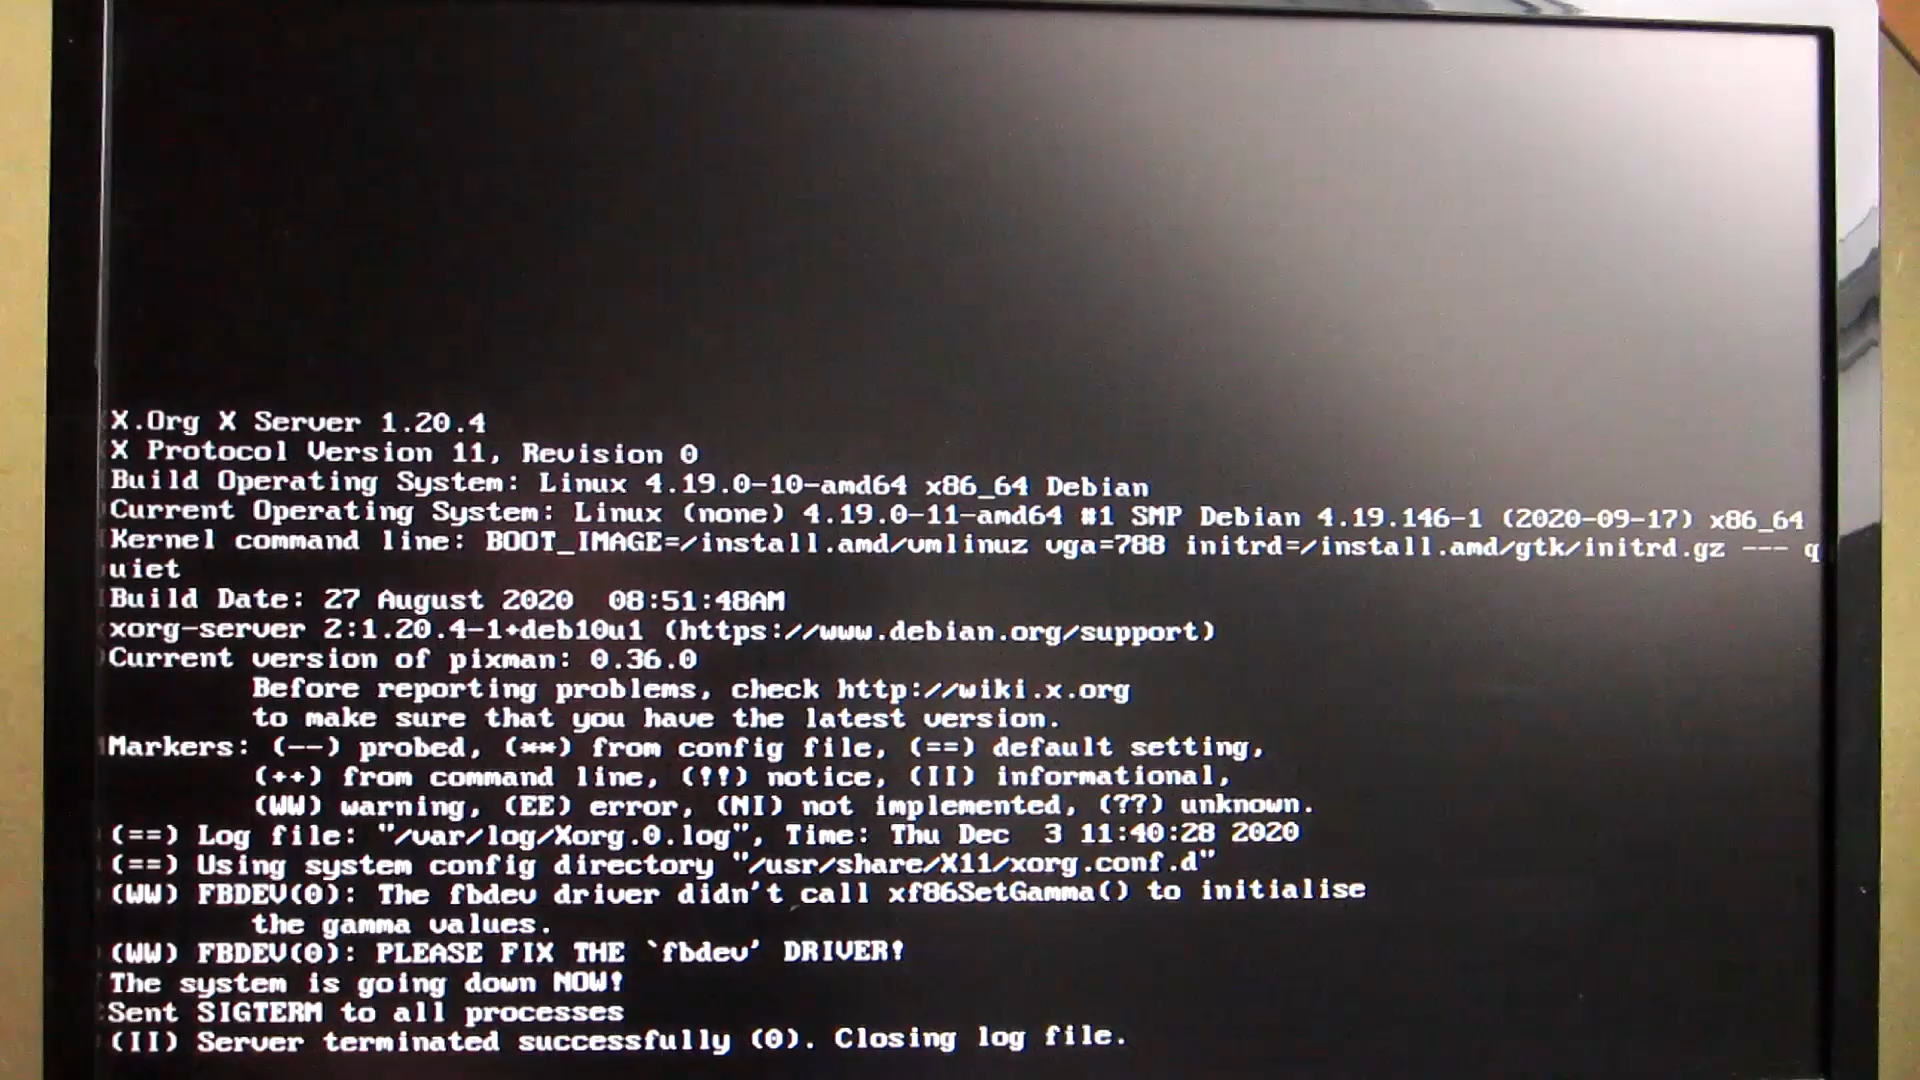 X.Org X Server 1.20.4
X Protocol Version 11, Revision 0
Build Operating System: Linux 4.19.0-10-amd64 x86_64 Debian
Current Operating System: Linux (none) 4.19.0-11-amd64 #1 SMP Debian 4.19.146-1 (2020-09-17) x86_64
Kernel command line: BOOT_IMAGE=/install.amd/vmlinuz vga=788 initrd=/install.amd/gtk/initrd.gz --- q
uiet
Build Date: 27 August 2020  08:51:48AM
xorg-server 2:1.20.4-1+deb10u1 (https://www.debian.org/support)
Current version of pixman: 0.36.0
Before reporting problems, check http://wiki.x.org
to make sure that you have the latest version.
Markers: (--) probed, (**) from config file, (==) default setting,
(++) from command line, (!!) notice, (II) informational,
(WW) warning, (EE) error, (NI) not implemented, (??) unknown.
(==) Log file: "/var/log/Xorg.0.log", Time: Thu Dec  3 11:40:28 2020
(==) Using system config directory "/usr/share/X11/xorg.conf.d"
(WW) FBDEV(0): The fbdev driver didn't call xf86SetGamma() to initialise
the gamma values.
(WW) FBDEV(0): PLEASE FIX THE `fbdev' DRIVER!
The system is going down NOW!
Sent SIGTERM to all processes
(II) Server terminated successfully (0). Closing log file.